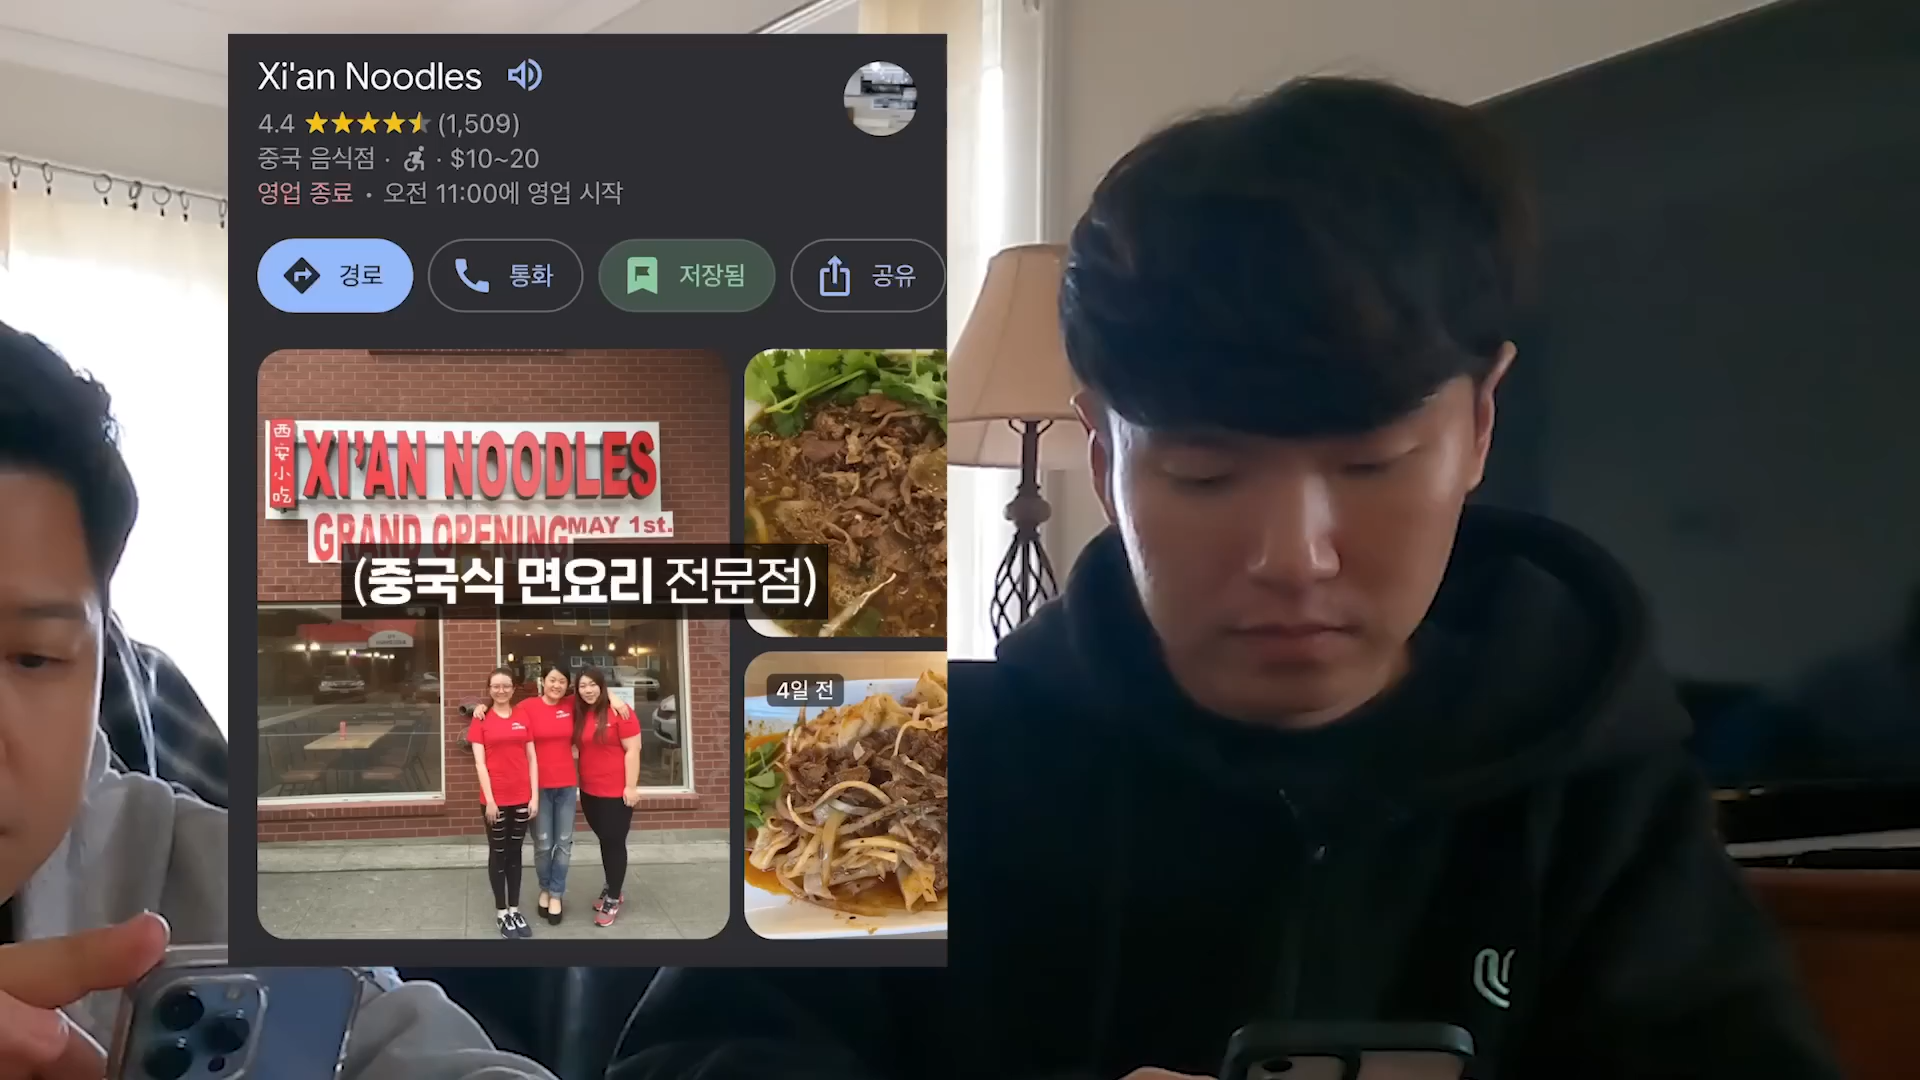 Xi'an Noodles
4.4 (1,509)
중국 음식점 · · $10~20
영업 종료 · 오전 11:00에 영업 시작
경로
통화
저장됨
공유
西安小吃
XI'AN NOODLES
GRAND OPENING MAY 1st.
(중국식 면요리 전문점)
4일 전